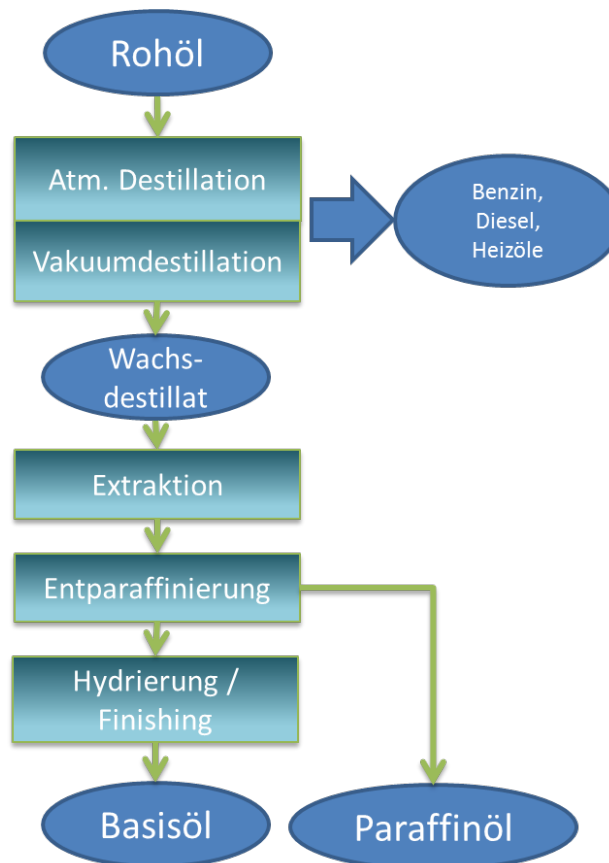 Rohöl
Atm. Destillation
Vakuumdestillation
Benzin,
Diesel,
Heizöle
Wachs-
destillat
Extraktion
Entparaffinierung
Hydrierung /
Finishing
Basisöl
Paraffinöl